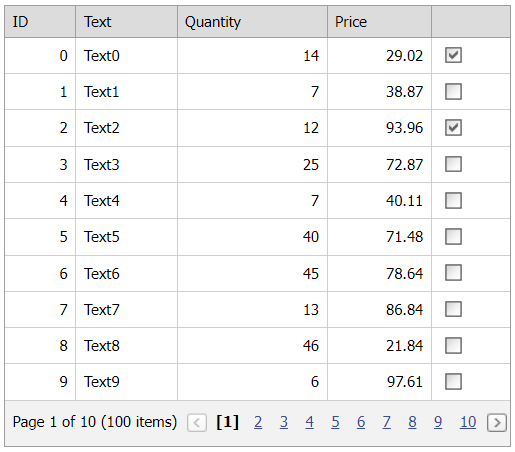 ID Text Quantity Price
0 Text0 14 29.02
1 Text1 7 38.87
2 Text2 12 93.96
3 Text3 25 72.87
4 Text4 7 40.11
5 Text5 40 71.48
6 Text6 45 78.64
7 Text7 13 86.84
8 Text8 46 21.84
9 Text9 6 97.61
Page 1 of 10 (100 items) [1] 2 3 4 5 6 7 8 9 10